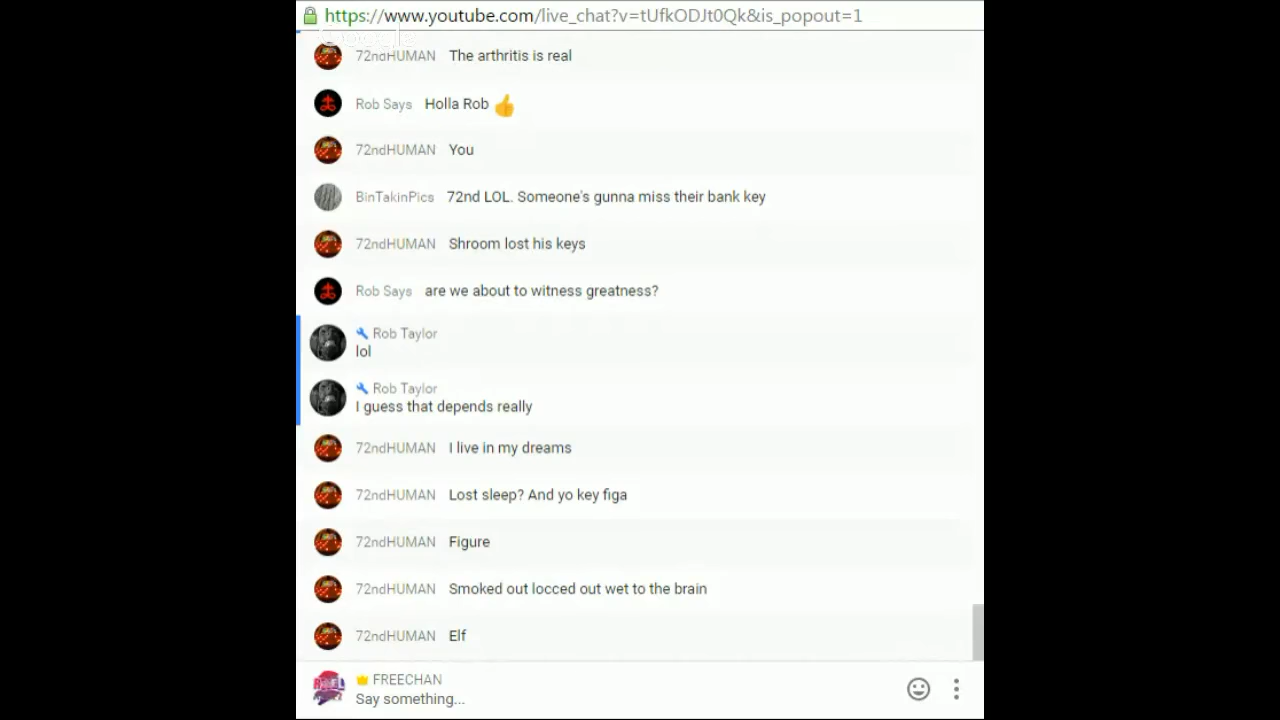 https://www.youtube.com/live_chat?v=tUfkODJt0Qk&is_popout=1
Google
72ndHUMAN The arthritis is real
Rob Says Holla Rob 👍
72ndHUMAN You
BinTakinPics 72nd LOL. Someone's gunna miss their bank key
72ndHUMAN Shroom lost his keys
Rob Says are we about to witness greatness?
Rob Taylor
lol
Rob Taylor
I guess that depends really
72ndHUMAN I live in my dreams
72ndHUMAN Lost sleep? And yo key figa
72ndHUMAN Figure
72ndHUMAN Smoked out locced out wet to the brain
72ndHUMAN Elf
FREECHAN
Say something...